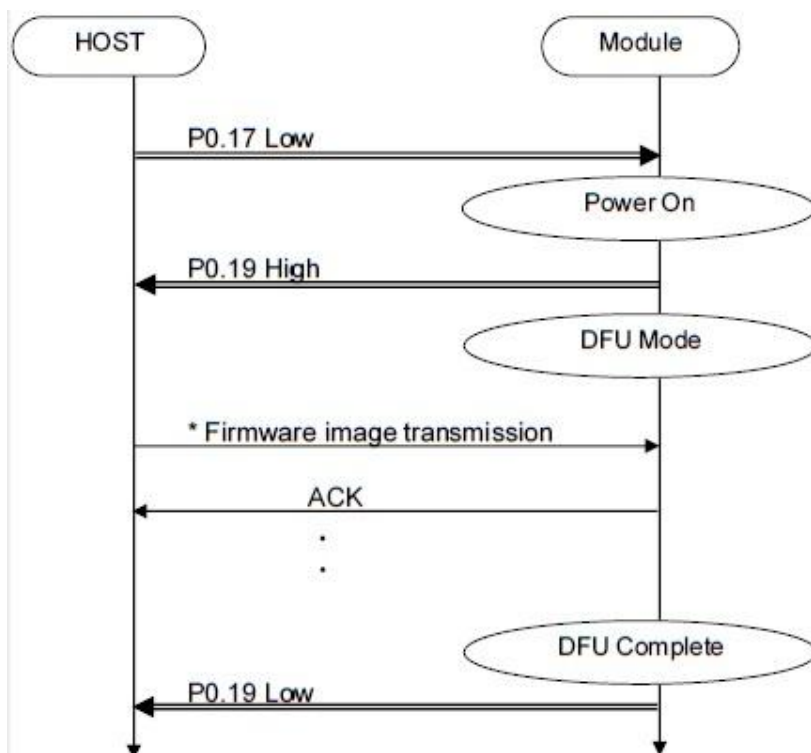 HOST
Module
P0.17 Low
Power On
P0.19 High
DFU Mode
* Firmware image transmission
ACK
.
.
DFU Complete
P0.19 Low